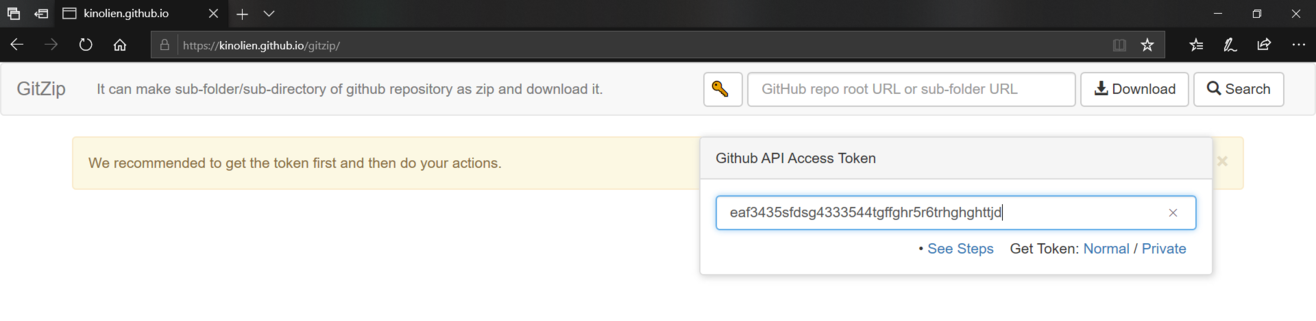 kinolien.github.io
https://kinolien.github.io/gitzip/
GitZip It can make sub-folder/sub-directory of github repository as zip and download it. GitHub repo root URL or sub-folder URL Download Search
We recommended to get the token first and then do your actions.
Github API Access Token
eaf3435sfdsg4333544tgffghr5r6trhghghttjd
• See Steps Get Token: Normal / Private